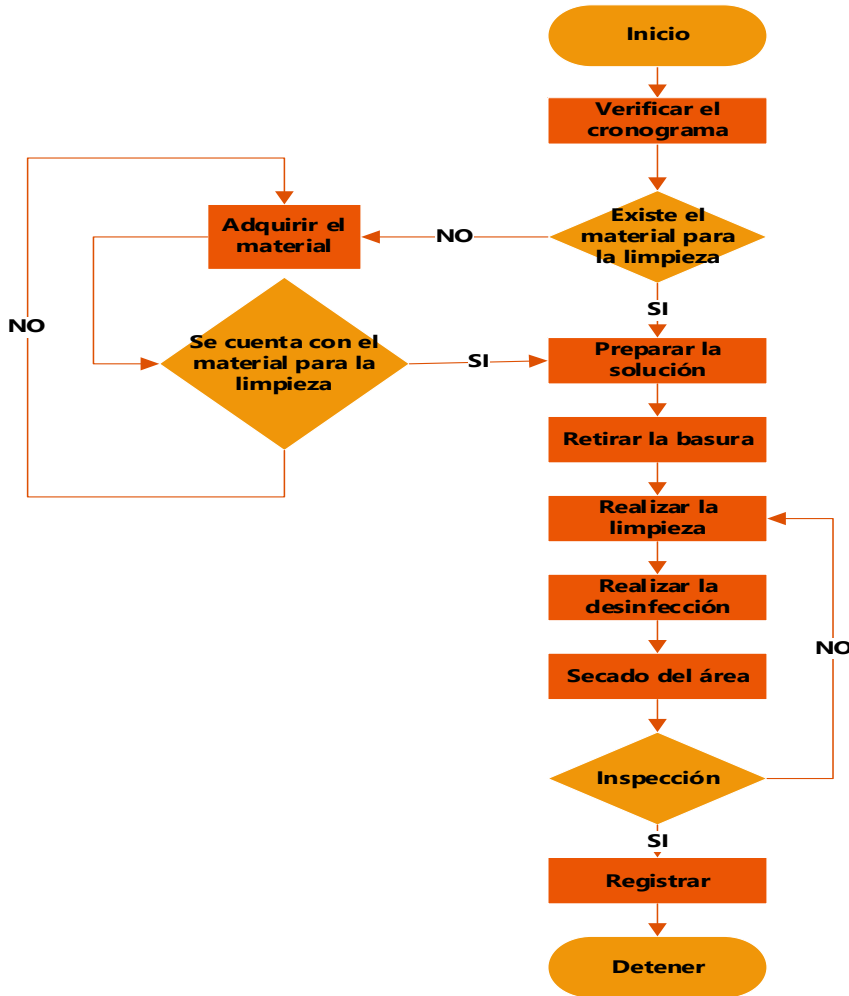 Inicio
Verificar el
cronograma
Existe el
material para
la limpieza
NO
Adquirir el
material
SI
NO
Se cuenta con el
material para la
limpieza
SI
Preparar la
solución
Retirar la basura
Realizar la
limpieza
Realizar la
desinfección
NO
Secado del área
Inspección
SI
Registrar
Detener